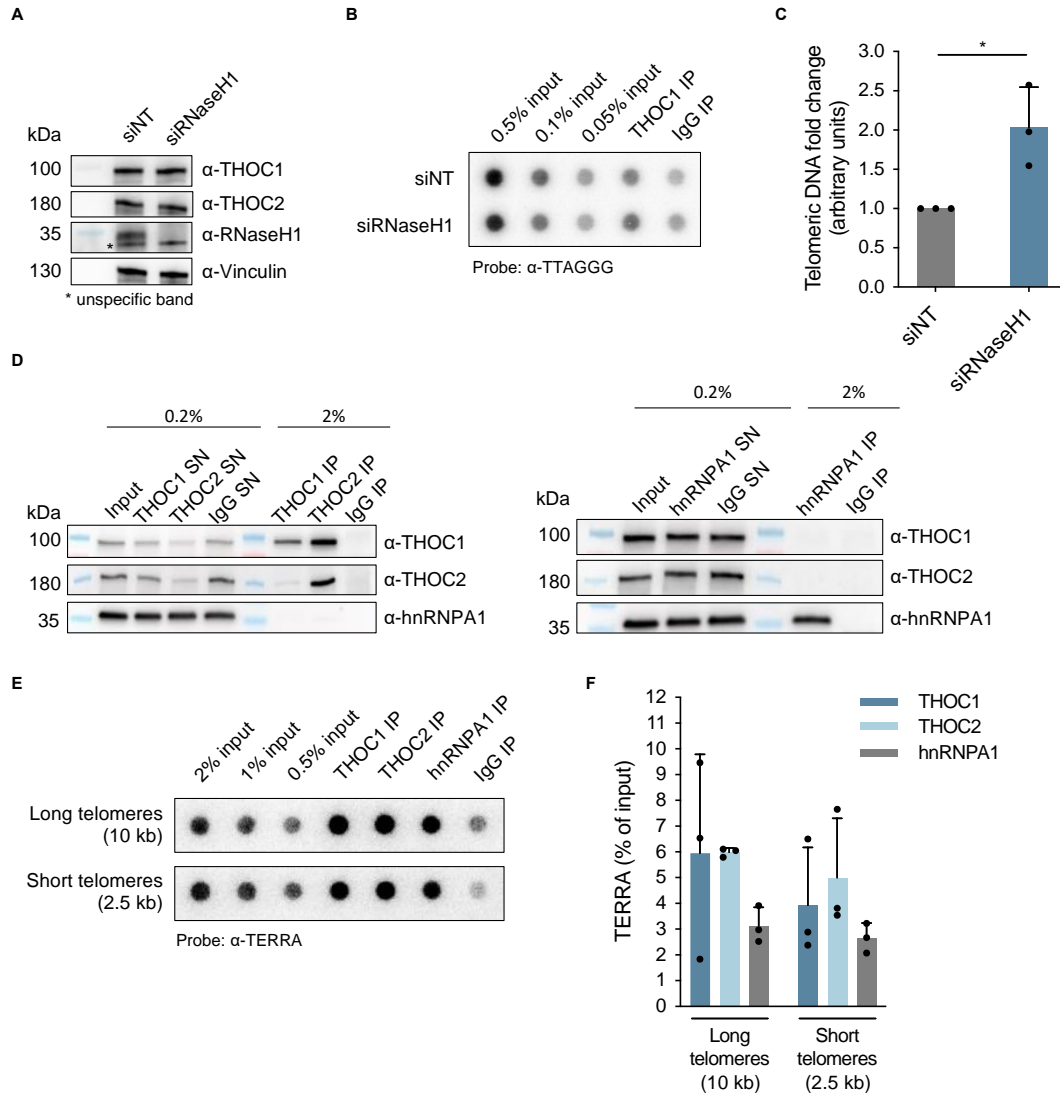 A
kDa
siNT
siRNaseH1
100
α-THOC1
180
α-THOC2
35
*
α-RNaseH1
130
α-Vinculin
* unspecific band
B
0.5% input
0.1% input
0.05% input
THOC1 IP
IgG IP
siNT
siRNaseH1
Probe: α-TTAGGG
C
Telomeric DNA fold change
(arbitrary units)
3.0
2.5
2.0
1.5
1.0
0.5
0.0
*
siNT
siRNaseH1
D
0.2%
2%
kDa
Input
THOC1 SN
THOC2 SN
IgG SN
THOC1 IP
THOC2 IP
IgG IP
100
α-THOC1
180
α-THOC2
35
α-hnRNPA1
0.2%
2%
kDa
Input
hnRNPA1 SN
IgG SN
hnRNPA1 IP
IgG IP
100
α-THOC1
180
α-THOC2
35
α-hnRNPA1
E
2% input
1% input
0.5% input
THOC1 IP
THOC2 IP
hnRNPA1 IP
IgG IP
Long telomeres
(10 kb)
Short telomeres
(2.5 kb)
Probe: α-TERRA
F
TERRA (% of input)
12
11
10
9
8
7
6
5
4
3
2
1
0
THOC1
THOC2
hnRNPA1
Long
telomeres
(10 kb)
Short
telomeres
(2.5 kb)